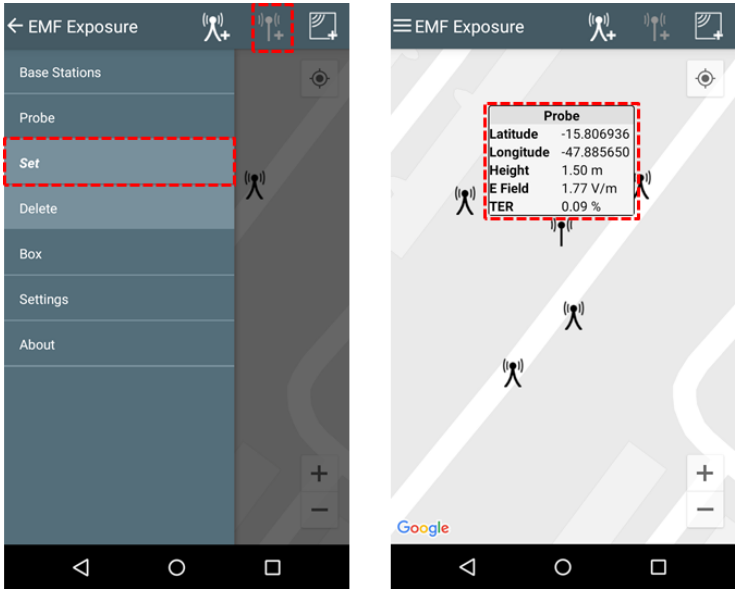 EMF Exposure
Base Stations
Probe
Set
Delete
Box
Settings
About
+
−
EMF Exposure
Probe
Latitude -15.806936
Longitude -47.885650
Height 1.50 m
E Field 1.77 V/m
TER 0.09 %
+
−
Google